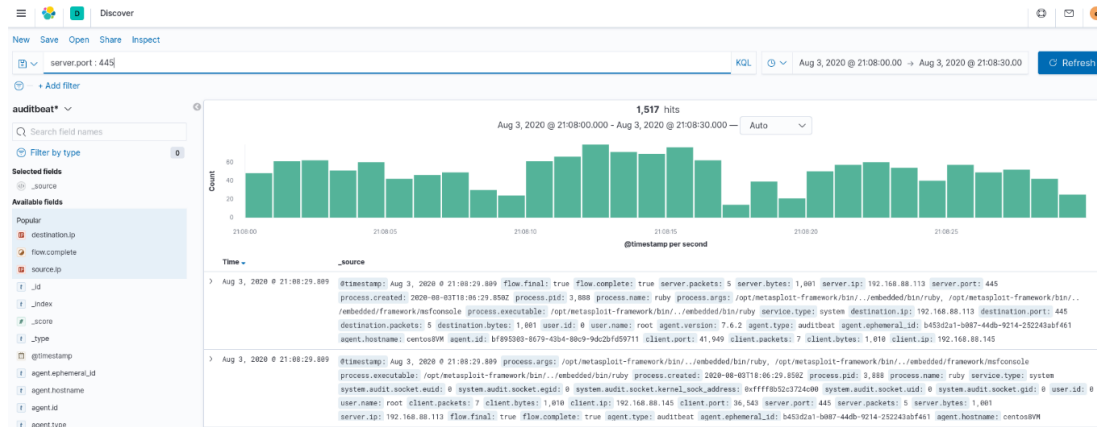 D Discover
New Save Open Share Inspect
server.port : 445
KQL
Aug 3, 2020 @ 21:08:00.00 → Aug 3, 2020 @ 21:08:30.00
Refresh
+ Add filter
auditbeat*
Search field names
Filter by type 0
Selected fields
_source
Available fields
Popular
destination.ip
flow.complete
source.ip
t _id
t _index
# _score
t _type
@timestamp
t agent.ephemeral_id
t agent.hostname
t agent.id
t agent.type
1,517 hits
Aug 3, 2020 @ 21:08:00.000 - Aug 3, 2020 @ 21:08:30.000 — Auto
Count
60
40
20
0
21:08:00 21:08:05 21:08:10 21:08:15 21:08:20 21:08:25
@timestamp per second
Time _source
> Aug 3, 2020 @ 21:08:29.809 @timestamp: Aug 3, 2020 @ 21:08:29.809 flow.final: true flow.complete: true server.packets: 5 server.bytes: 1,001 server.ip: 192.168.88.113 server.port: 445
process.created: 2020-08-03T18:06:29.850Z process.pid: 3,888 process.name: ruby process.args: /opt/metasploit-framework/bin/../embedded/bin/ruby, /opt/metasploit-framework/bin/..
/embedded/framework/msfconsole process.executable: /opt/metasploit-framework/bin/../embedded/bin/ruby service.type: system destination.ip: 192.168.88.113 destination.port: 445
destination.packets: 5 destination.bytes: 1,001 user.id: 0 user.name: root agent.version: 7.6.2 agent.type: auditbeat agent.ephemeral_id: b453d2a1-b087-44db-9214-252243abf461
agent.hostname: centos8VM agent.id: bf895303-8679-43b4-80c9-9dc2bfd59711 client.port: 41,949 client.packets: 7 client.bytes: 1,010 client.ip: 192.168.88.145
> Aug 3, 2020 @ 21:08:29.809 @timestamp: Aug 3, 2020 @ 21:08:29.809 process.args: /opt/metasploit-framework/bin/../embedded/bin/ruby, /opt/metasploit-framework/bin/../embedded/framework/msfconsole
process.executable: /opt/metasploit-framework/bin/../embedded/bin/ruby process.created: 2020-08-03T18:06:29.850Z process.pid: 3,888 process.name: ruby service.type: system
system.audit.socket.euid: 0 system.audit.socket.egid: 0 system.audit.socket.kernel_sock_address: 0xffff8b52c3724c00 system.audit.socket.uid: 0 system.audit.socket.gid: 0 user.id: 0
user.name: root client.packets: 7 client.bytes: 1,010 client.ip: 192.168.88.145 client.port: 36,543 server.port: 445 server.packets: 5 server.bytes: 1,001
server.ip: 192.168.88.113 flow.final: true flow.complete: true agent.type: auditbeat agent.ephemeral_id: b453d2a1-b087-44db-9214-252243abf461 agent.hostname: centos8VM